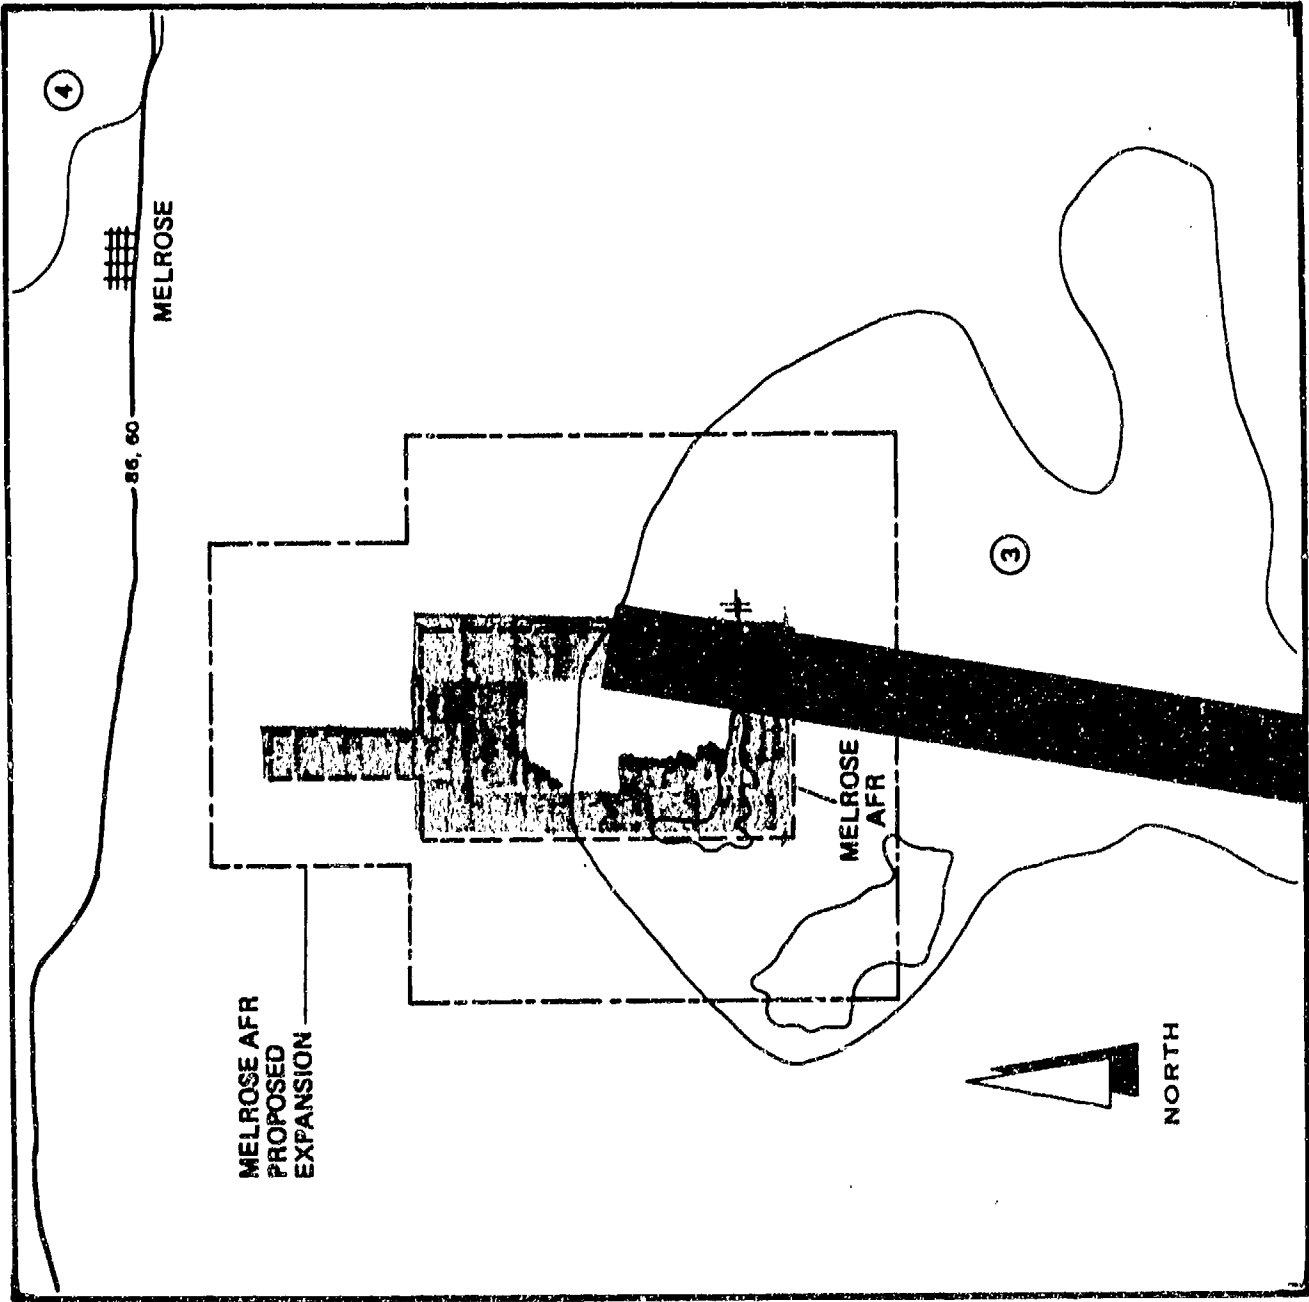 4
MELROSE
86, 60
MELROSE AFR
PROPOSED
EXPANSION
MELROSE
AFR
3
NORTH